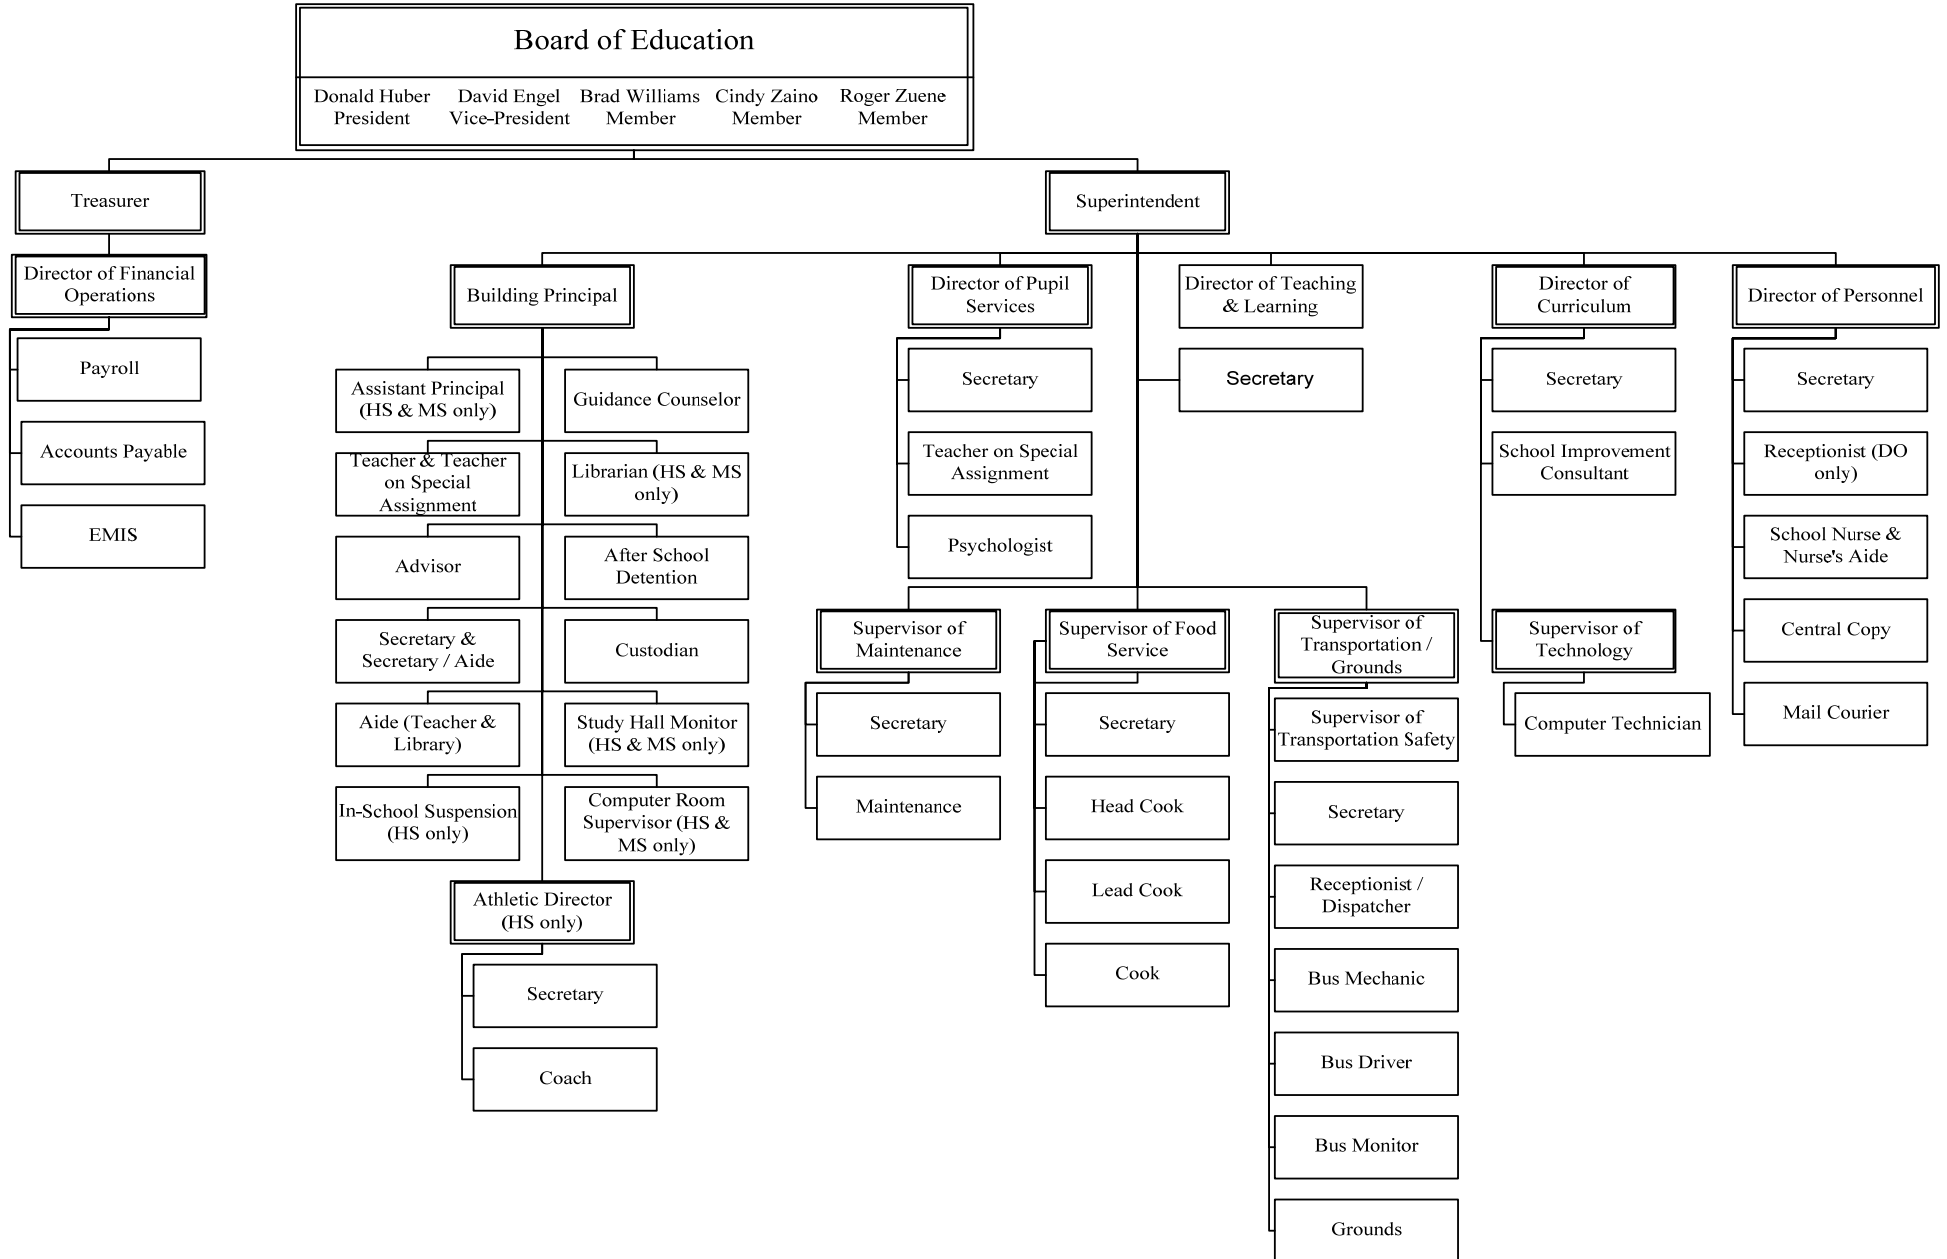 Board of Education
Donald Huber
President
David Engel
Vice-President
Brad Williams
Member
Cindy Zaino
Member
Roger Zuene
Member
Treasurer
Superintendent
Director of Financial
Operations
Payroll
Accounts Payable
EMIS
Building Principal
Assistant Principal
(HS & MS only)
Guidance Counselor
Teacher & Teacher
on Special
Assignment
Librarian (HS & MS
only)
Advisor
After School
Detention
Secretary &
Secretary / Aide
Custodian
Aide (Teacher &
Library)
Study Hall Monitor
(HS & MS only)
In-School Suspension
(HS only)
Computer Room
Supervisor (HS &
MS only)
Athletic Director
(HS only)
Secretary
Coach
Director of Pupil
Services
Secretary
Teacher on Special
Assignment
Psychologist
Director of Teaching
& Learning
Secretary
Supervisor of
Maintenance
Secretary
Maintenance
Supervisor of Food
Service
Secretary
Head Cook
Lead Cook
Cook
Supervisor of
Transportation /
Grounds
Supervisor of
Transportation Safety
Secretary
Receptionist /
Dispatcher
Bus Mechanic
Bus Driver
Bus Monitor
Grounds
Director of
Curriculum
Secretary
School Improvement
Consultant
Supervisor of
Technology
Computer Technician
Director of Personnel
Secretary
Receptionist (DO
only)
School Nurse &
Nurse's Aide
Central Copy
Mail Courier